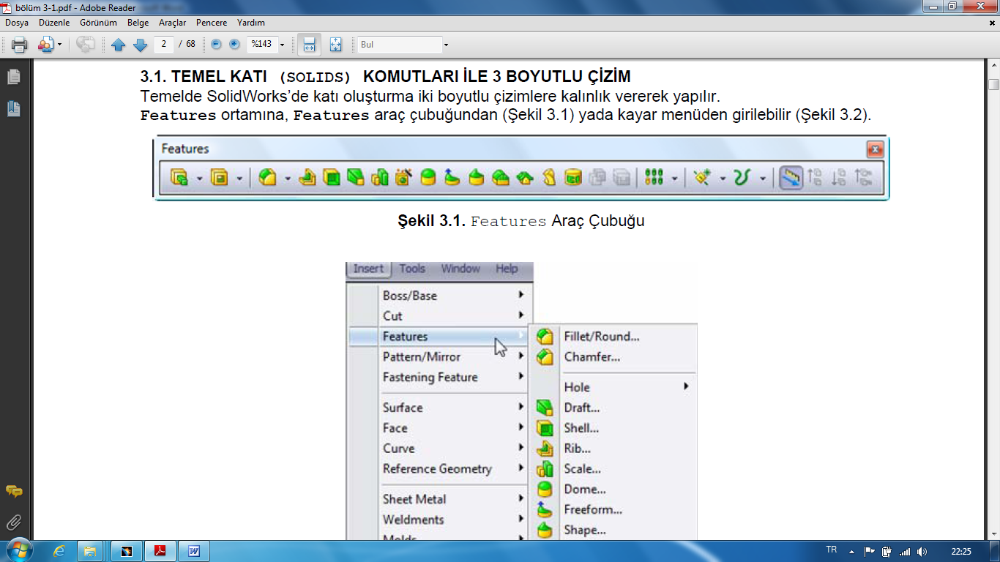 bölüm 3-1.pdf - Adobe Reader
Dosya Düzenle Görünüm Belge Araçlar Pencere Yardım
2 / 68 %143 Bul
3.1. TEMEL KATI (SOLIDS) KOMUTLARI İLE 3 BOYUTLU ÇİZİM
Temelde SolidWorks'de katı oluşturma iki boyutlu çizimlere kalınlık vererek yapılır.
Features ortamına, Features araç çubuğundan (Şekil 3.1) yada kayar menüden girilebilir (Şekil 3.2).
Features
Şekil 3.1. Features Araç Çubuğu
Insert Tools Window Help
Boss/Base
Cut
Features
Pattern/Mirror
Fastening Feature
Surface
Face
Curve
Reference Geometry
Sheet Metal
Weldments
Molds
Fillet/Round...
Chamfer...
Hole
Draft...
Shell...
Rib...
Scale...
Dome...
Freeform...
Shape...
TR 22:25